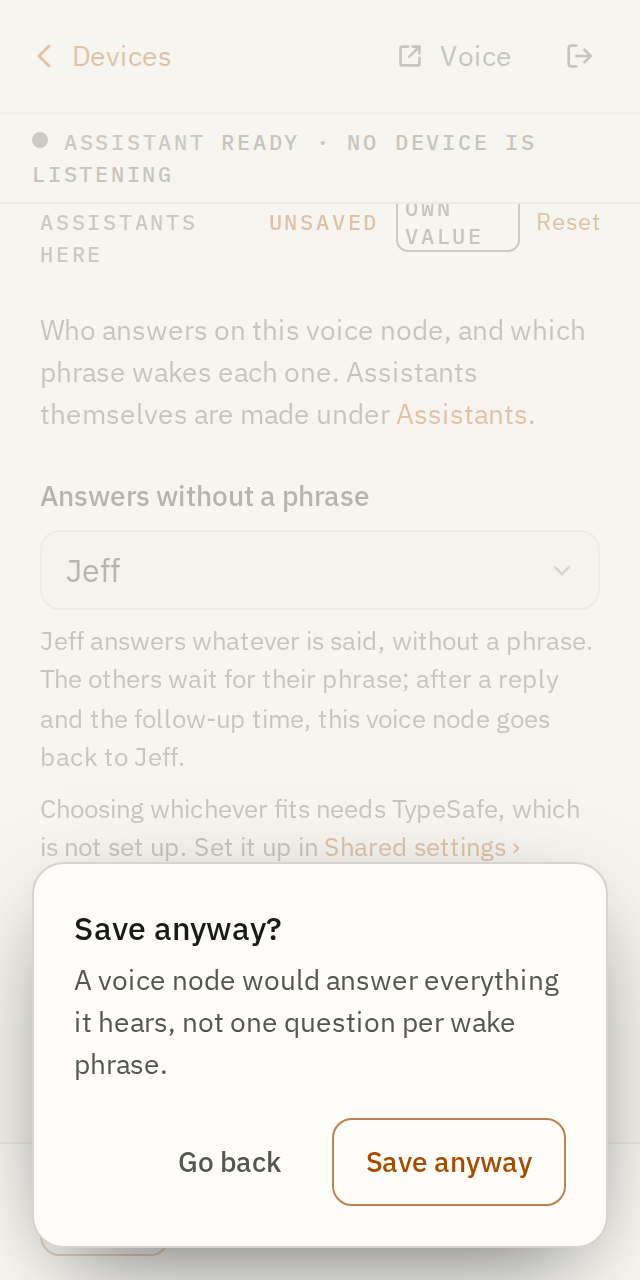 Devices
Voice
ASSISTANT READY · NO DEVICE IS
LISTENING
ASSISTANTS
HERE
UNSAVED
OWN
VALUE
Reset
Who answers on this voice node, and which
phrase wakes each one. Assistants
themselves are made under Assistants.
Answers without a phrase
Jeff
Jeff answers whatever is said, without a phrase.
The others wait for their phrase; after a reply
and the follow-up time, this voice node goes
back to Jeff.
Choosing whichever fits needs TypeSafe, which
is not set up. Set it up in Shared settings ›
Save anyway?
A voice node would answer everything
it hears, not one question per wake
phrase.
Go back
Save anyway